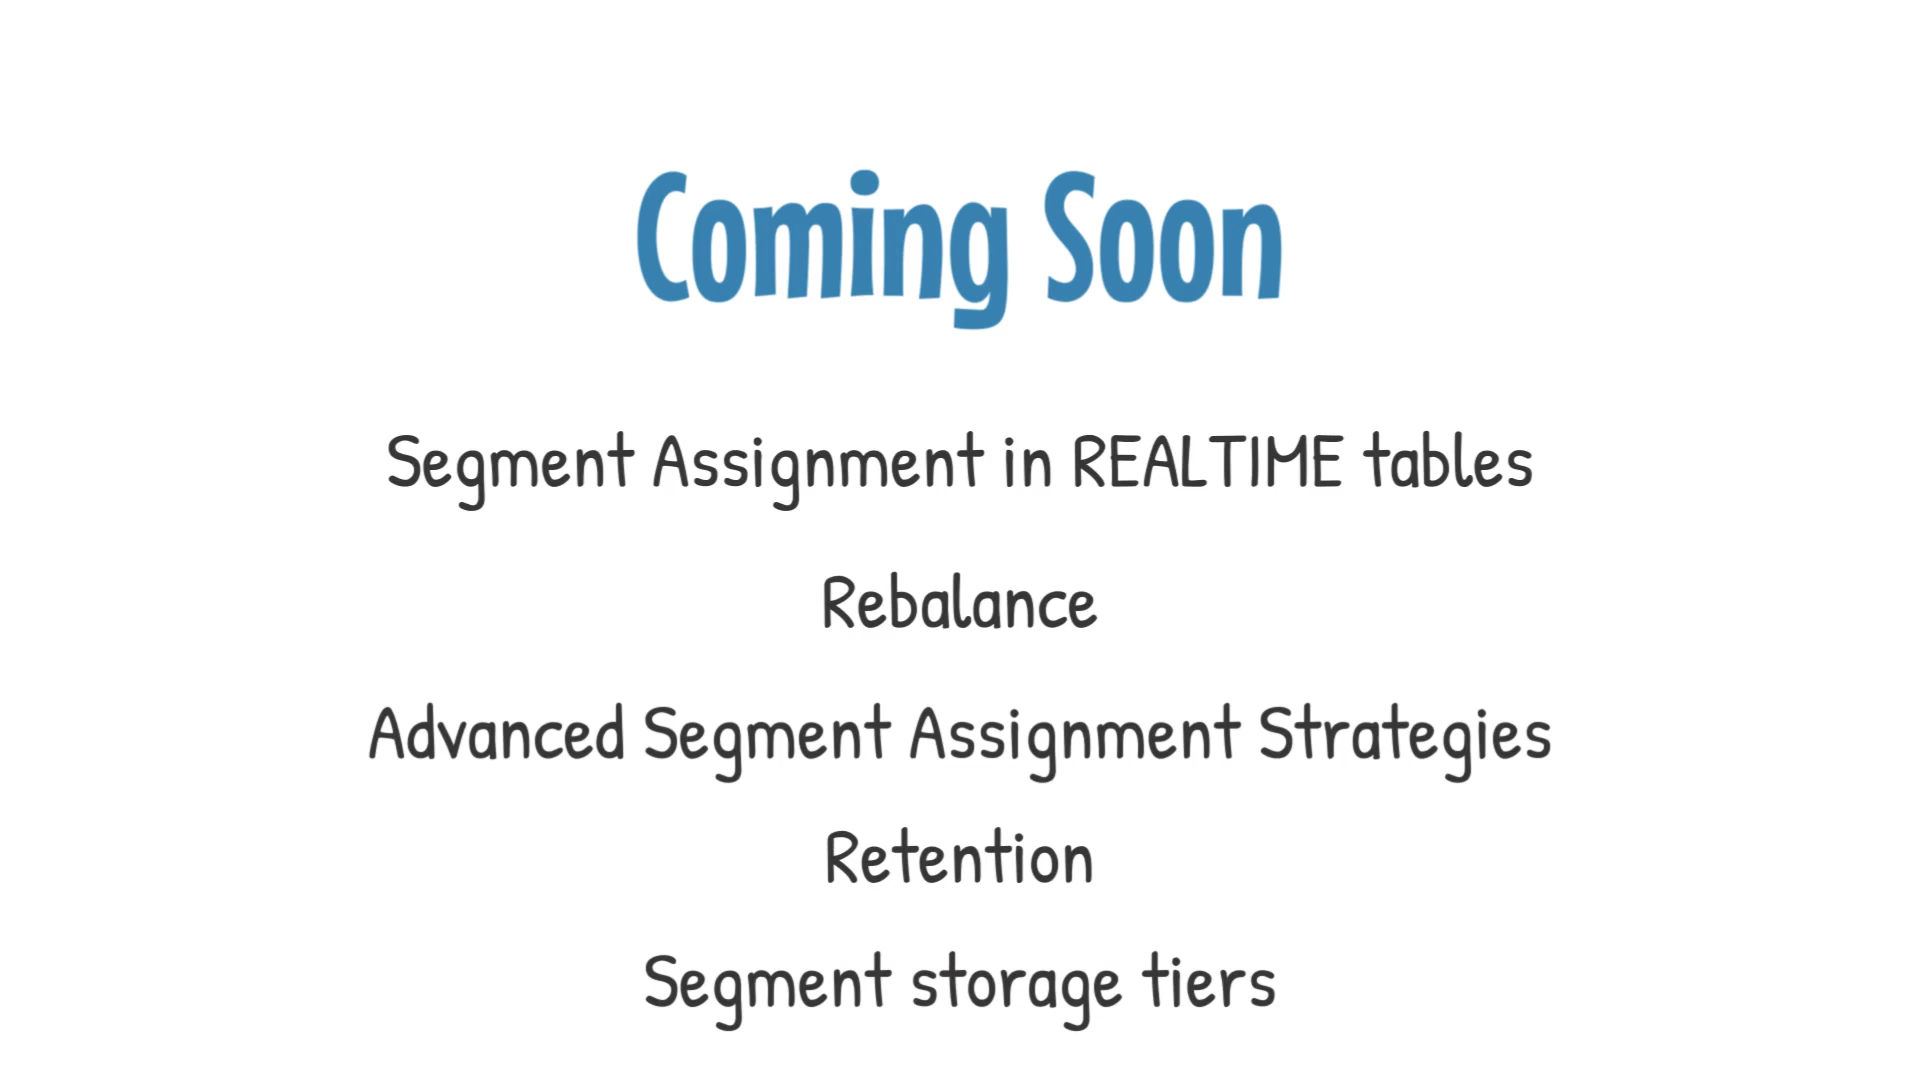 Coming Soon
Segment Assignment in REALTIME tables
Rebalance
Advanced Segment Assignment Strategies
Retention
Segment storage tiers